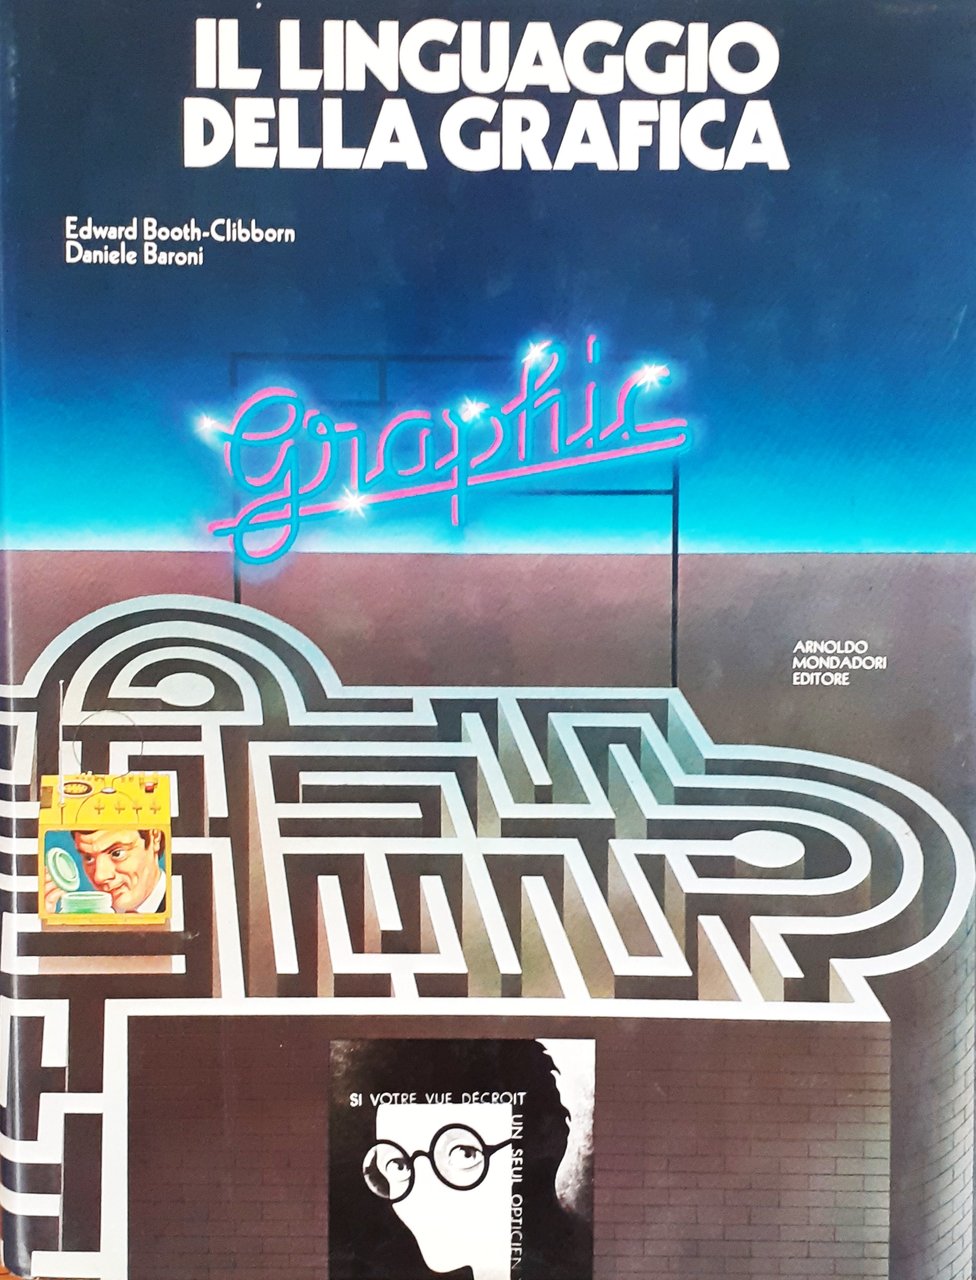 IL LINGUAGGIO
DELLA GRAFICA
Edward Booth-Clibborn
Daniele Baroni
Graphic
ARNOLDO
MONDADORI
EDITORE
SI VOTRE VUE DÉCROIT
UN SEUL OPTICIEN